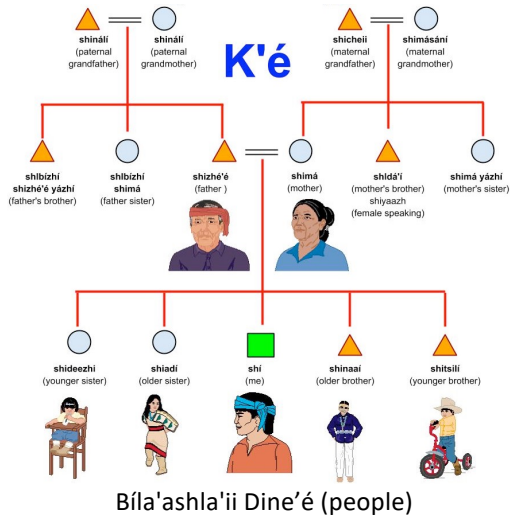 shinálí
(paternal
grandfather)
shinálí
(paternal
grandmother)
K'é
shicheii
(maternal
grandfather)
shimásání
(maternal
grandmother)
shlbízhí
shizhé'é yázhí
(father's brother)
shlbízhí
shimá
(father sister)
shizhé'é
(father )
shimá
(mother)
shldá'í
(mother's brother)
shiyaazh
(female speaking)
shimá yázhí
(mother's sister)
shideezhi
(younger sister)
shiadí
(older sister)
shí
(me)
shinaaí
(older brother)
shitsilí
(younger brother)
Bíla'ashla'ii Dine’é (people)